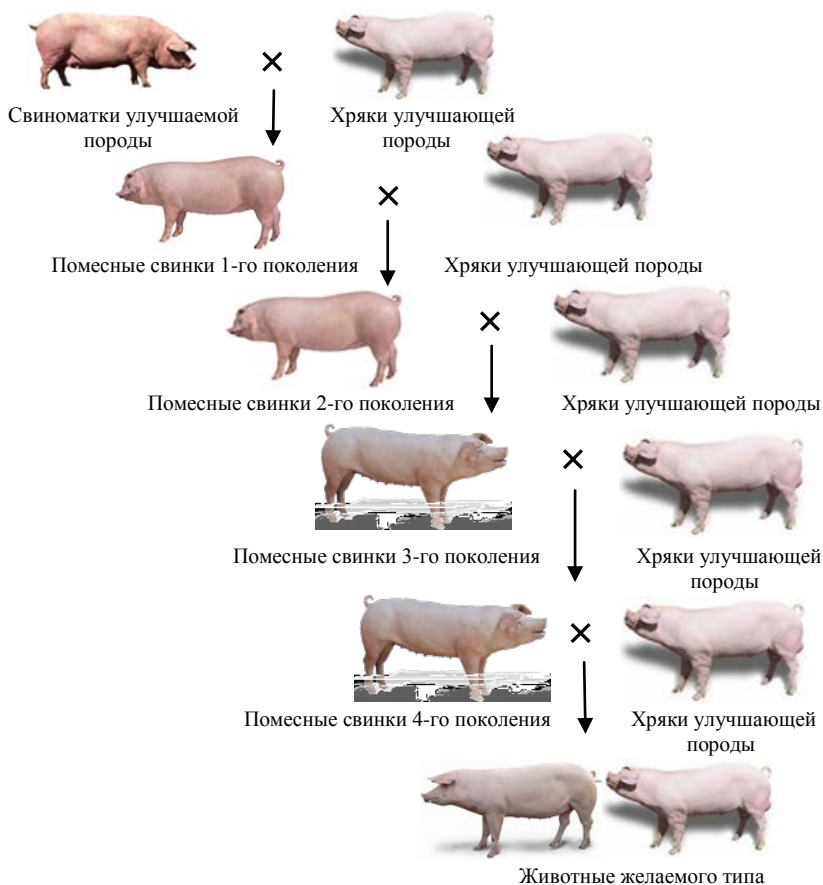 Свиноматки улучшаемой
породы
Хряки улучшающей
породы
Помесные свинки 1-го поколения
Хряки улучшающей породы
Помесные свинки 2-го поколения
Хряки улучшающей породы
Помесные свинки 3-го поколения
Хряки улучшающей
породы
Помесные свинки 4-го поколения
Хряки улучшающей
породы
Животные желаемого типа